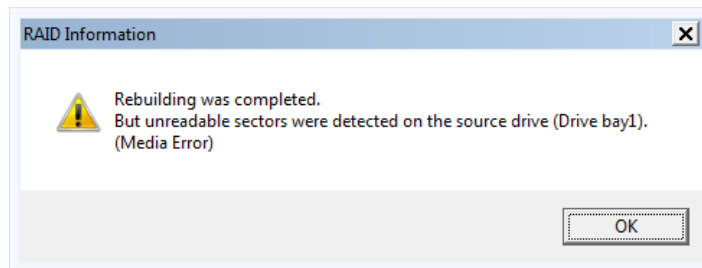 RAID Information
Rebuilding was completed.
But unreadable sectors were detected on the source drive (Drive bay1).
(Media Error)
OK